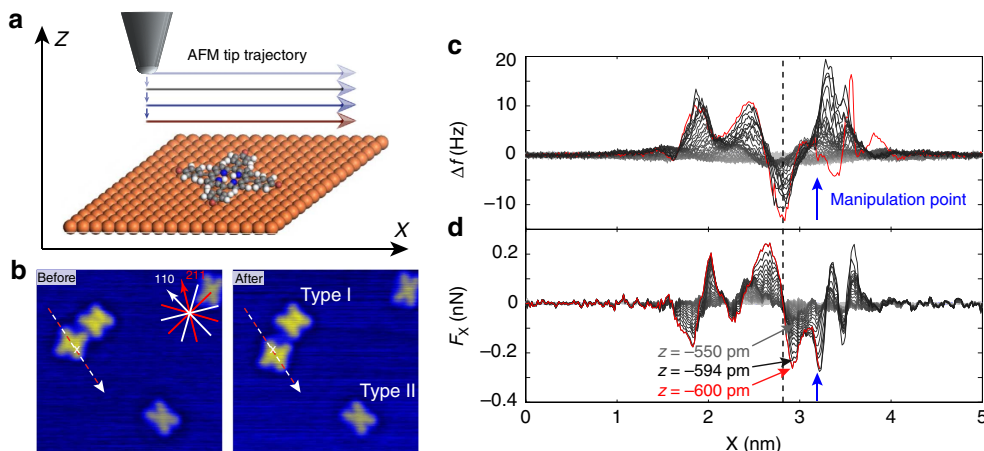 a
Z
AFM tip trajectory
X
b
Before
110
211
After
Type I
Type II
c
20
10
0
−10
Δf (Hz)
Manipulation point
d
0.2
0
−0.2
−0.4
Fx (nN)
z = −550 pm
z = −594 pm
z = −600 pm
0
1
2
3
4
5
X (nm)